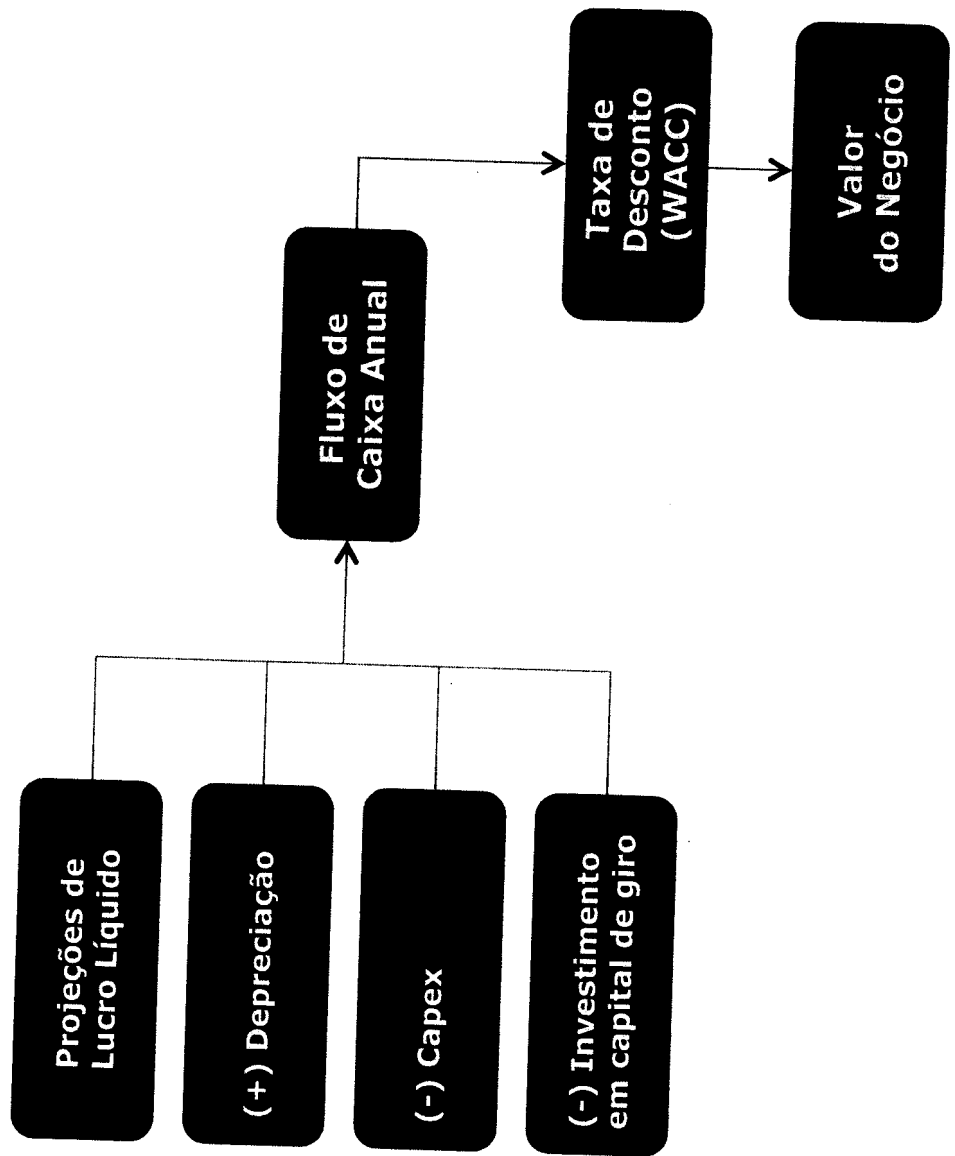 Projeções de
Lucro Líquido
(+) Depreciação
(-) Capex
(-) Investimento
em capital de giro
Fluxo de
Caixa Anual
Taxa de
Desconto
(WACC)
Valor
do Negócio